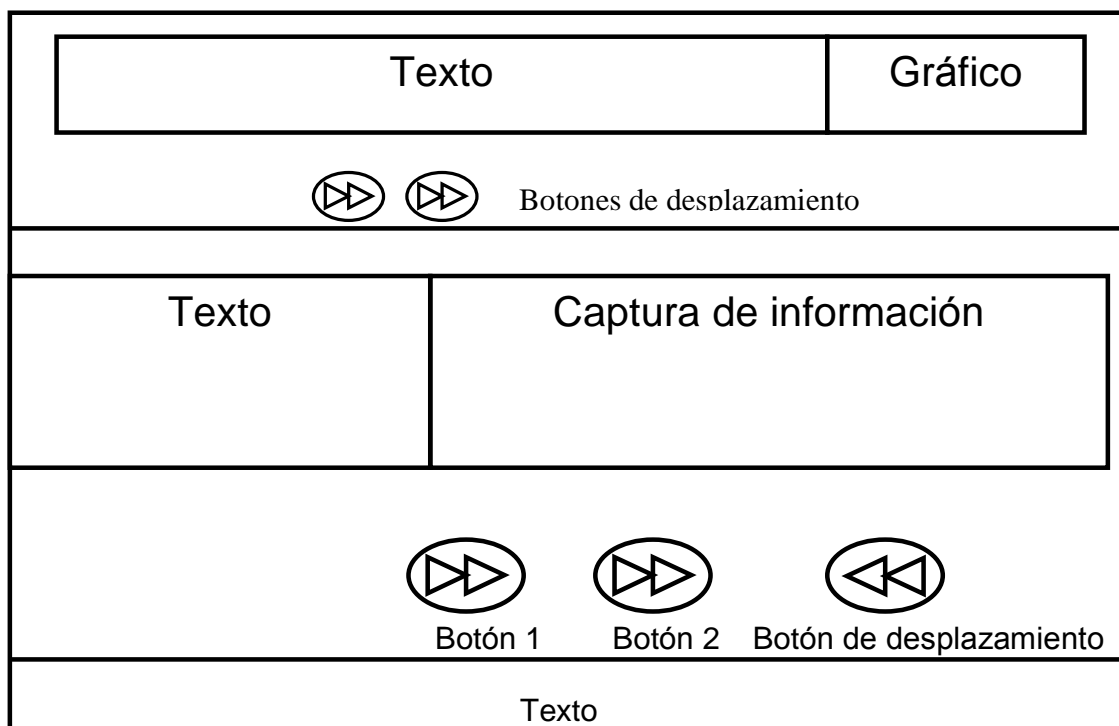 Texto Gráfico
Botones de desplazamiento
Texto Captura de información
Botón 1 Botón 2 Botón de desplazamiento
Texto